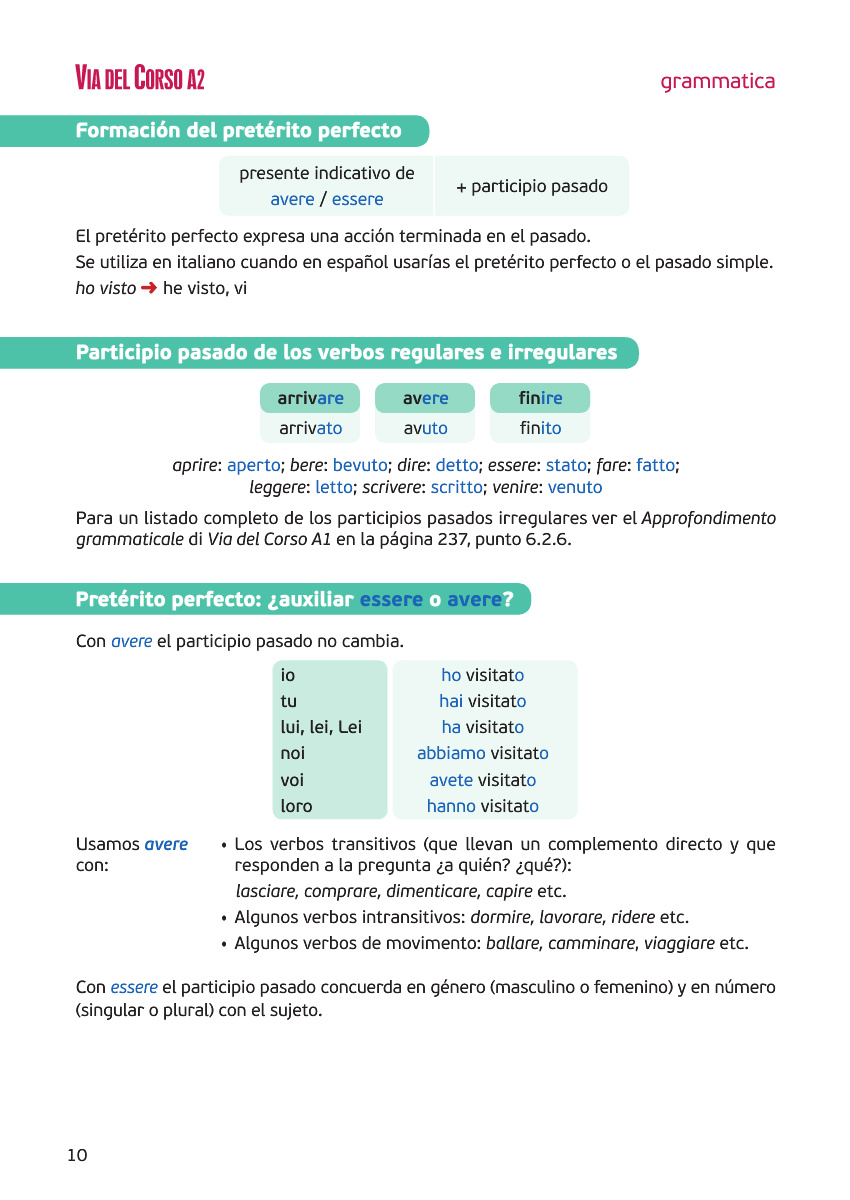 VIA DEL CORSO A2
grammatica
Formación del pretérito perfecto
presente indicativo de
avere / essere
+ participio pasado
El pretérito perfecto expresa una acción terminada en el pasado.
Se utiliza en italiano cuando en español usarías el pretérito perfecto o el pasado simple.
ho visto ➜ he visto, vi
Participio pasado de los verbos regulares e irregulares
arrivare avere finire
arrivato avuto finito
aprire: aperto; bere: bevuto; dire: detto; essere: stato; fare: fatto;
leggere: letto; scrivere: scritto; venire: venuto
Para un listado completo de los participios pasados irregulares ver el Approfondimento
grammaticale di Via del Corso A1 en la página 237, punto 6.2.6.
Pretérito perfecto: ¿auxiliar essere o avere?
Con avere el participio pasado no cambia.
io ho visitato
tu hai visitato
lui, lei, Lei ha visitato
noi abbiamo visitato
voi avete visitato
loro hanno visitato
Usamos avere
con:
• Los verbos transitivos (que llevan un complemento directo y que
responden a la pregunta ¿a quién? ¿qué?):
lasciare, comprare, dimenticare, capire etc.
• Algunos verbos intransitivos: dormire, lavorare, ridere etc.
• Algunos verbos de movimento: ballare, camminare, viaggiare etc.
Con essere el participio pasado concuerda en género (masculino o femenino) y en número
(singular o plural) con el sujeto.
10